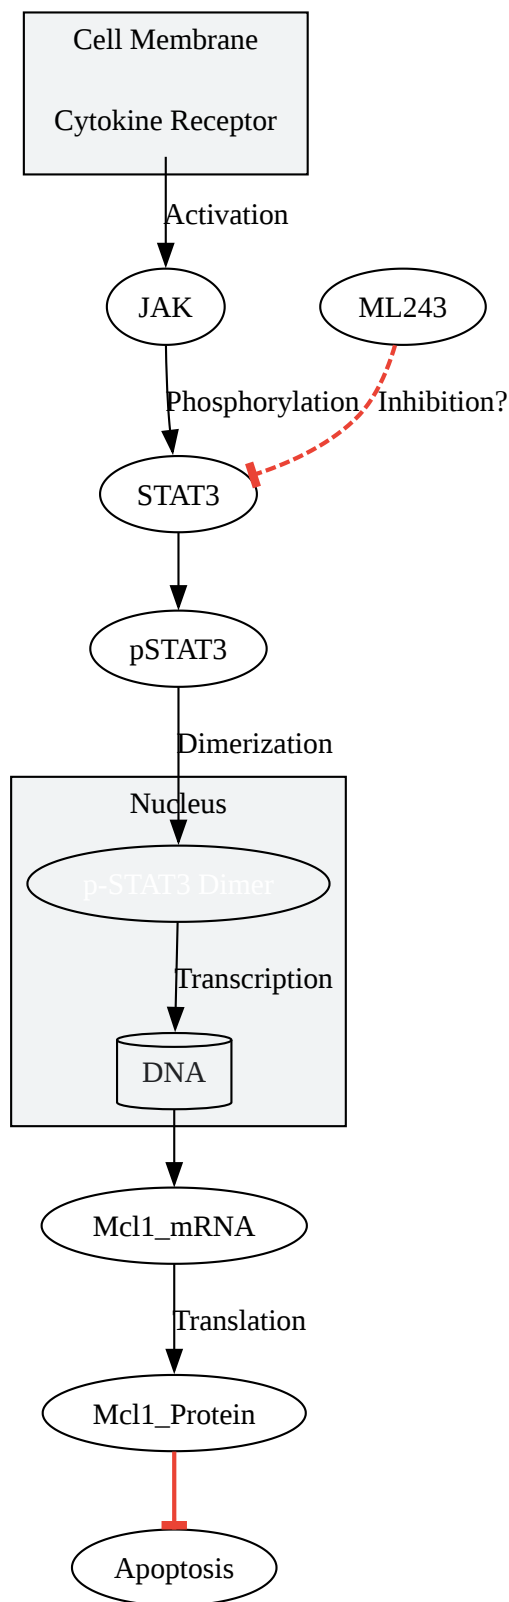 Cell Membrane
Cytokine Receptor
Activation
JAK
ML243
Phosphorylation
Inhibition?
STAT3
pSTAT3
Dimerization
Nucleus
p-STAT3 Dimer
Transcription
DNA
Mcl1_mRNA
Translation
Mcl1_Protein
Apoptosis